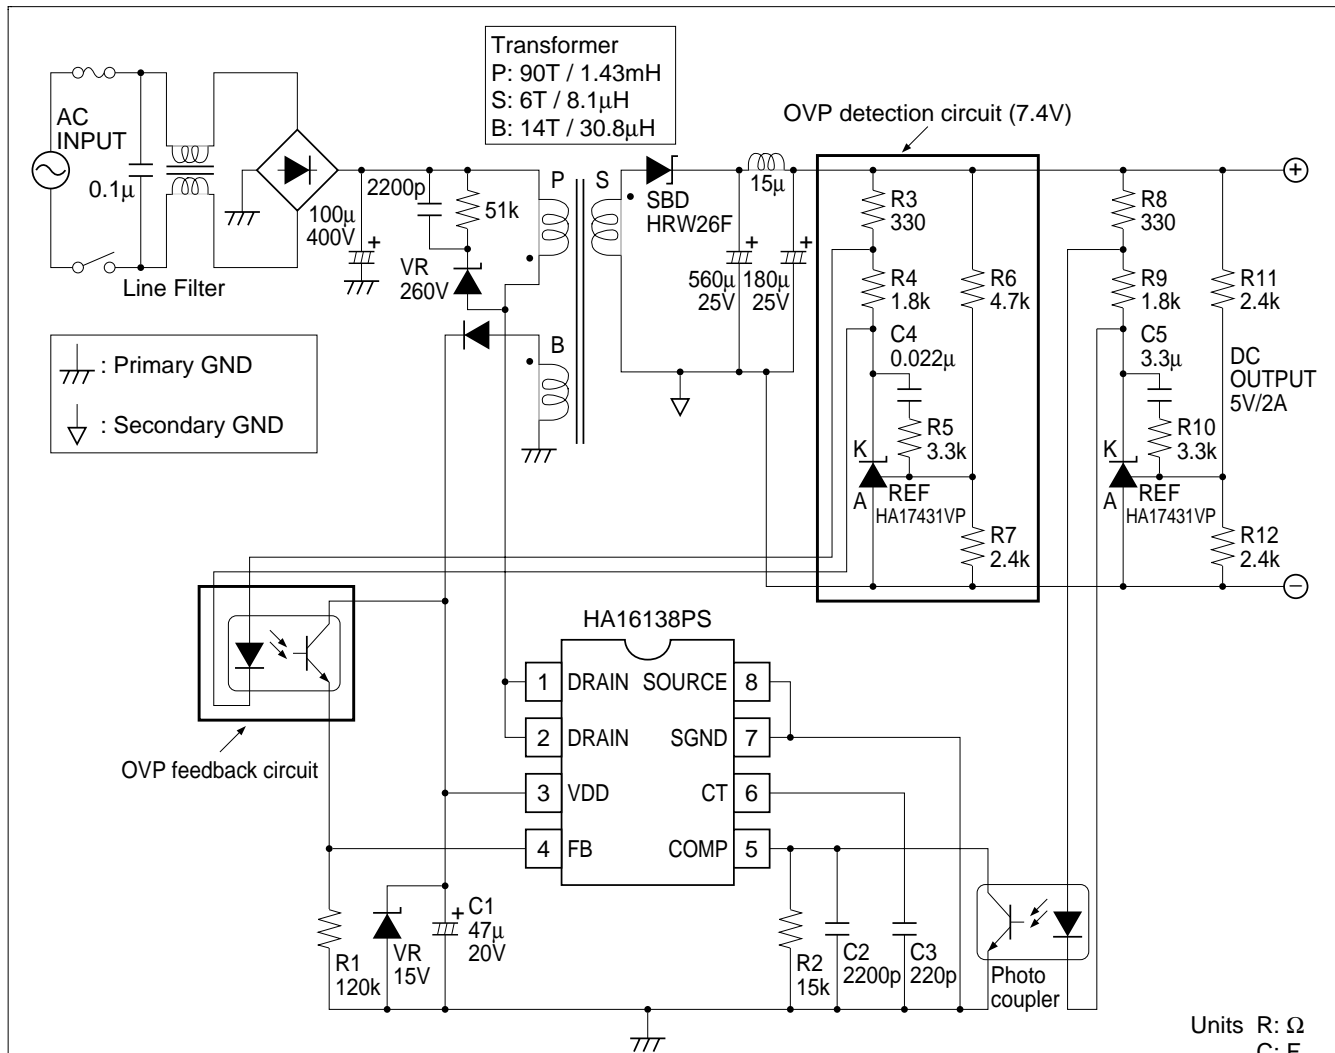 Transformer
P: 90T / 1.43mH
S: 6T / 8.1μH
B: 14T / 30.8μH
OVP detection circuit (7.4V)
AC
INPUT
0.1μ
Line Filter
100μ
400V
+
2200p
51k
VR
260V
P
S
B
SBD
HRW26F
15μ
560μ
25V
+
180μ
25V
+
R3
330
R4
1.8k
C4
0.022μ
R5
3.3k
R6
4.7k
K
A
REF
HA17431VP
R7
2.4k
R8
330
R9
1.8k
C5
3.3μ
R10
3.3k
R11
2.4k
K
A
REF
HA17431VP
R12
2.4k
DC
OUTPUT
5V/2A
+
−
: Primary GND
: Secondary GND
OVP feedback circuit
HA16138PS
1 DRAIN
2 DRAIN
3 VDD
4 FB
SOURCE 8
SGND 7
CT 6
COMP 5
R1
120k
VR
15V
C1
47μ
20V
+
R2
15k
C2
2200p
C3
220p
Photo
coupler
Units R: Ω
C: F